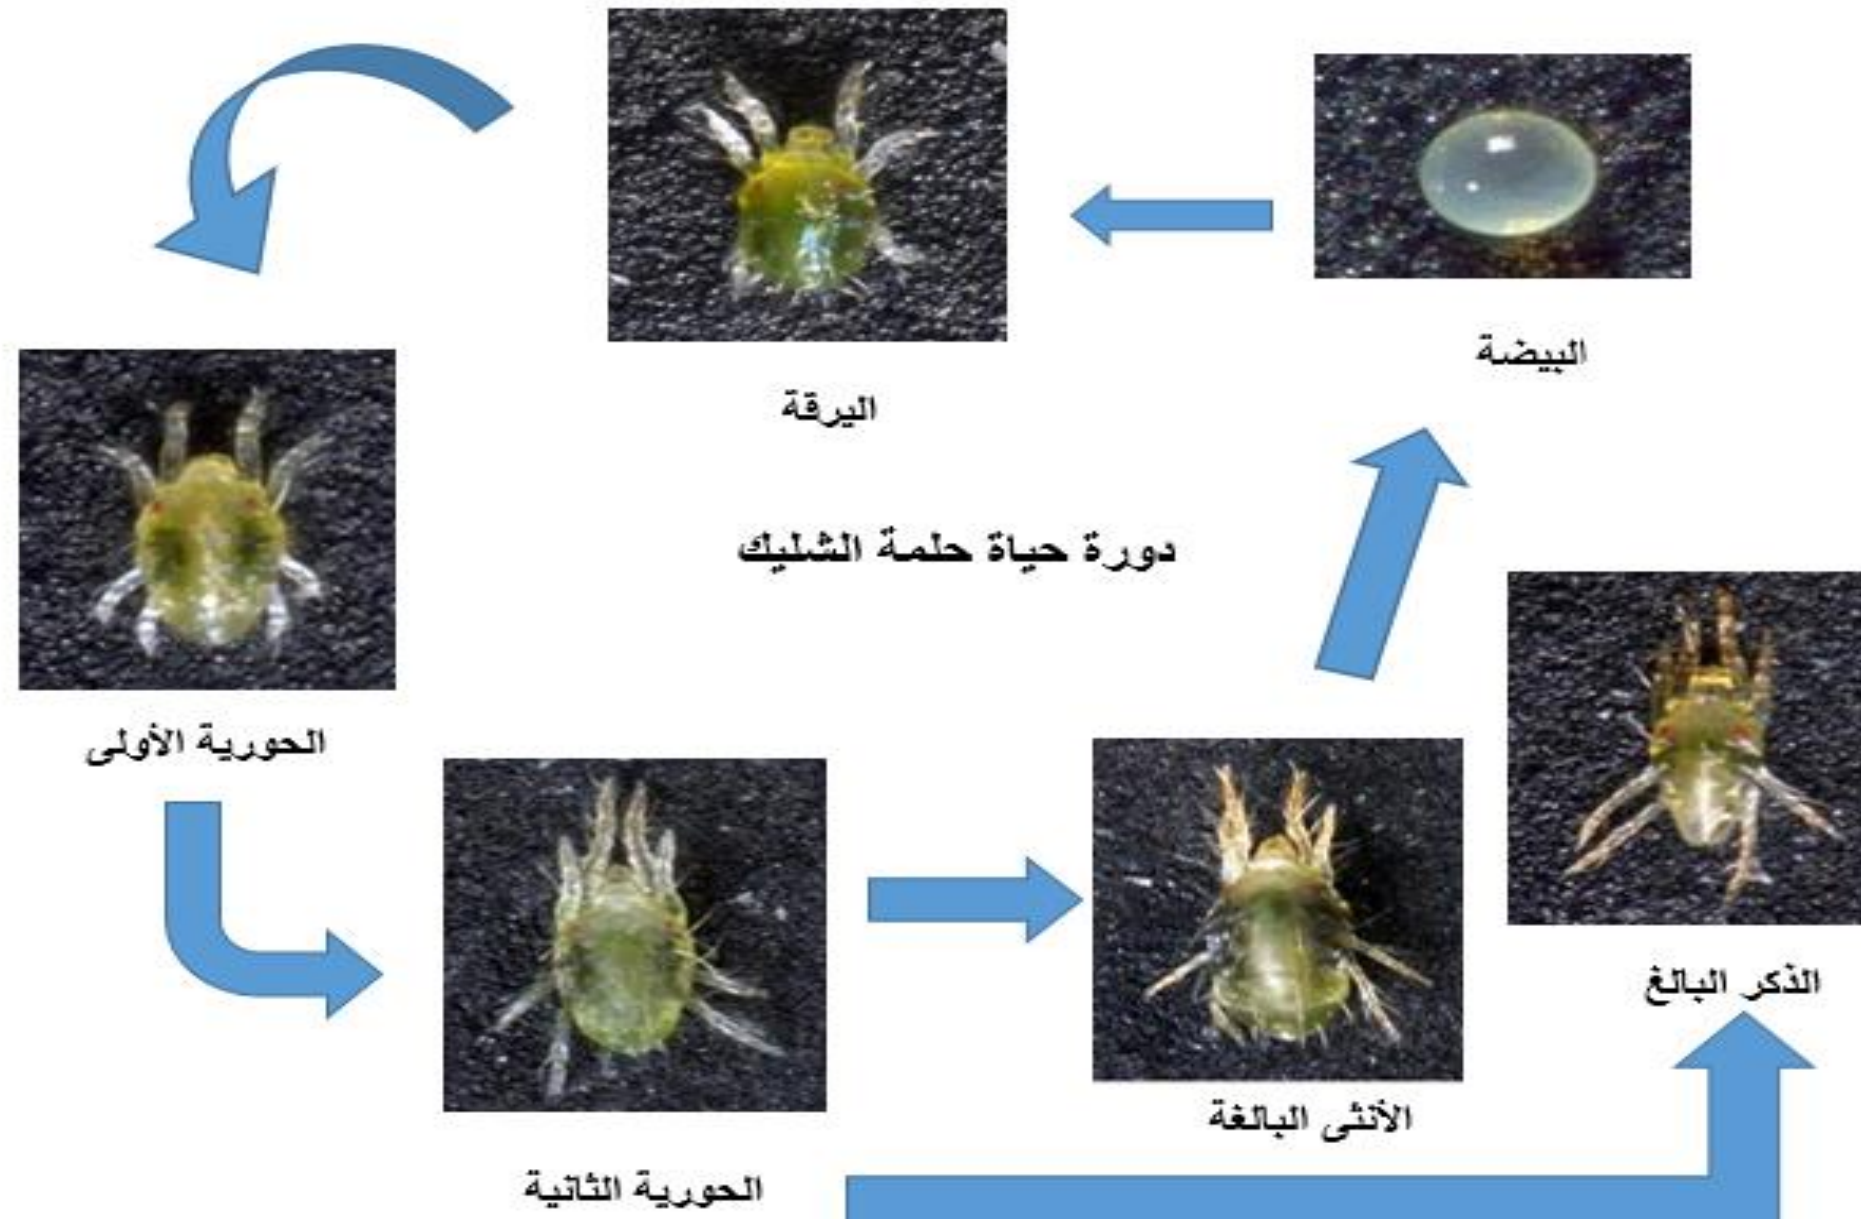 البيضة
اليرقة
الحورية الأولى
دورة حياة حلمة الشليك
الحورية الثانية
الأنثى البالغة
الذكر البالغ